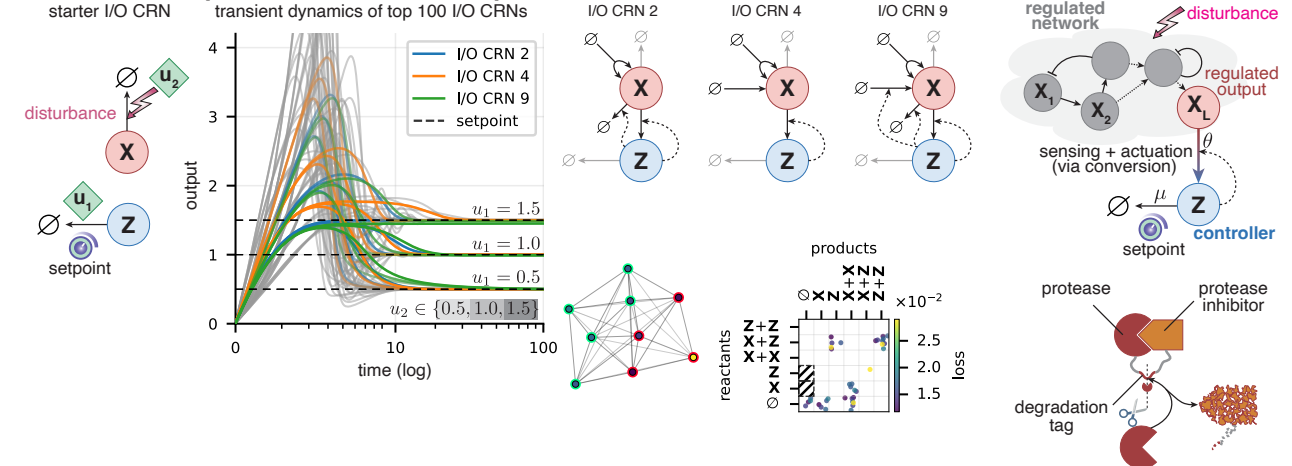 starter I/O CRN
∅
u2
disturbance
X
u1
∅
Z
setpoint
transient dynamics of top 100 I/O CRNs
output
4
3
2
1
0
I/O CRN 2
I/O CRN 4
I/O CRN 9
setpoint
u1 = 1.5
u1 = 1.0
u1 = 0.5
u2 ∈ {0.5, 1.0, 1.5}
0
10
100
time (log)
I/O CRN 2
∅ ∅
X
∅
∅
Z
I/O CRN 4
∅ ∅
∅
X
∅
Z
I/O CRN 9
∅ ∅
∅
X
∅
∅
Z
products
∅ X Z X+X X+Z Z+Z
reactants
Z+Z
X+Z
X+X
Z
X
∅
×10−2
2.5
2.0
1.5
loss
regulated
network
disturbance
X1
X2
regulated
output
XL
sensing + actuation
(via conversion)
θ
∅
μ
Z
setpoint
controller
protease
protease
inhibitor
degradation
tag